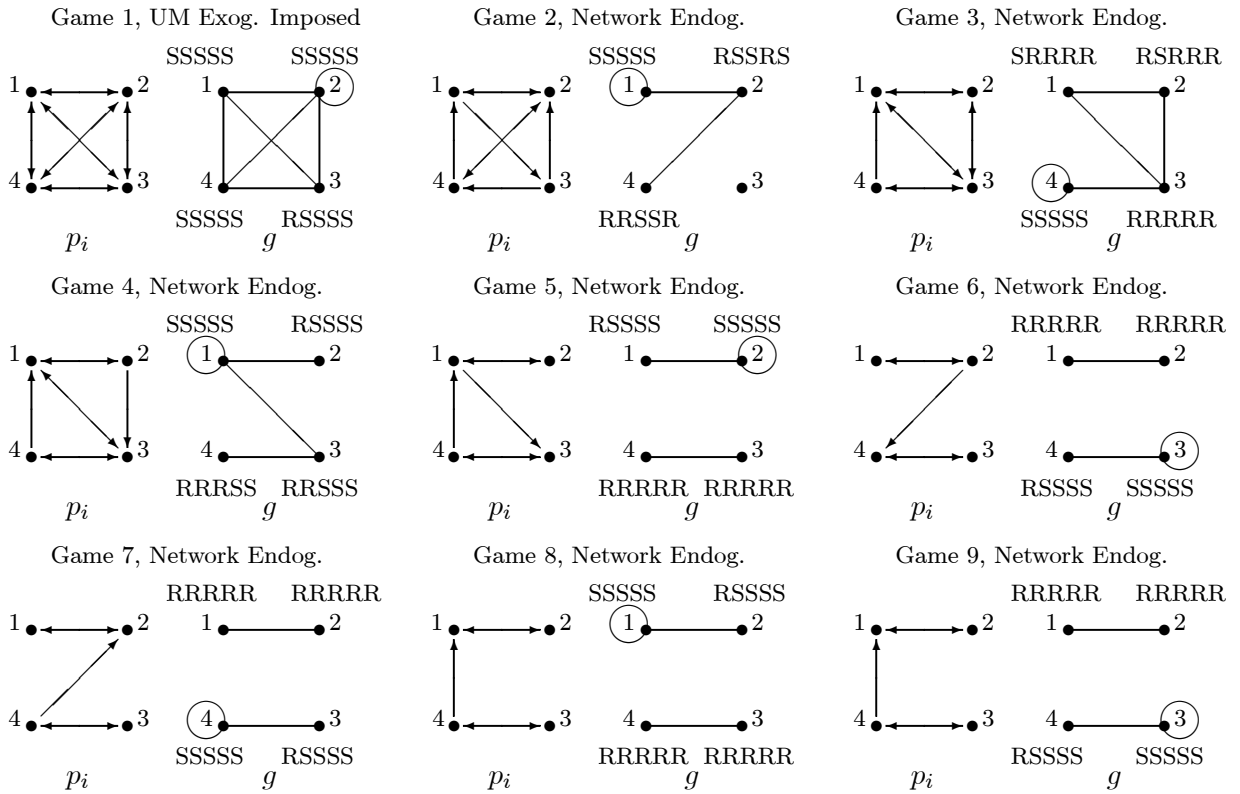 Game 1, UM Exog. Imposed
Game 2, Network Endog.
Game 3, Network Endog.
SSSSS SSSSS
SSSSS RSSRS
SRRRR RSRRR
1 2 1 2
1 2 1 2
1 2 1 2
4 3 4 3
4 3 4 3
4 3 4 3
SSSSS RSSSS
RRSSR
SSSSS RRRRR
p_i g
p_i g
p_i g
Game 4, Network Endog.
Game 5, Network Endog.
Game 6, Network Endog.
SSSSS RSSSS
RSSSS SSSSS
RRRRR RRRRR
1 2 1 2
1 2 1 2
1 2 1 2
4 3 4 3
4 3 4 3
4 3 4 3
RRRSS RRSSS
RRRRR RRRRR
RSSSS SSSSS
p_i g
p_i g
p_i g
Game 7, Network Endog.
Game 8, Network Endog.
Game 9, Network Endog.
RRRRR RRRRR
SSSSS RSSSS
RRRRR RRRRR
1 2 1 2
1 2 1 2
1 2 1 2
4 3 4 3
4 3 4 3
4 3 4 3
SSSSS RSSSS
RRRRR RRRRR
RSSSS SSSSS
p_i g
p_i g
p_i g